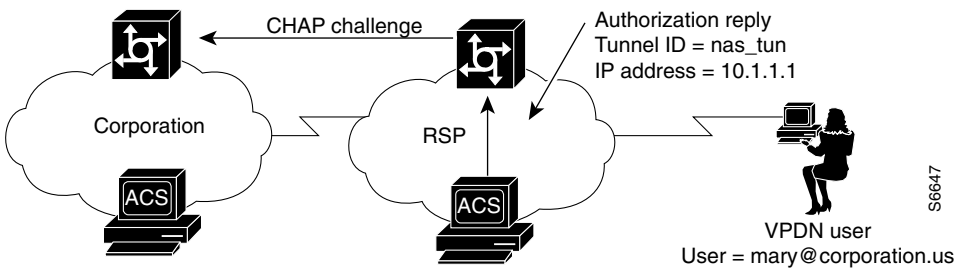 CHAP challenge
Authorization reply
Tunnel ID = nas_tun
IP address = 10.1.1.1
Corporation
RSP
ACS
ACS
S6647
VPDN user
User = mary@corporation.us